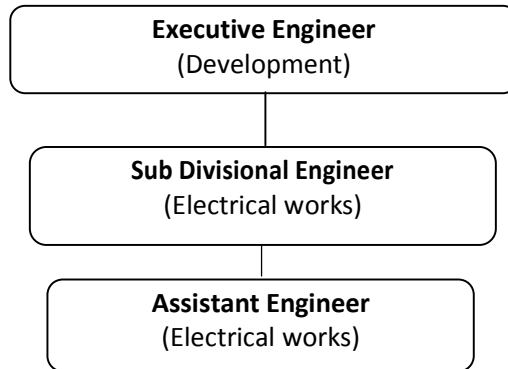 Executive Engineer
(Development)
Sub Divisional Engineer
(Electrical works)
Assistant Engineer
(Electrical works)